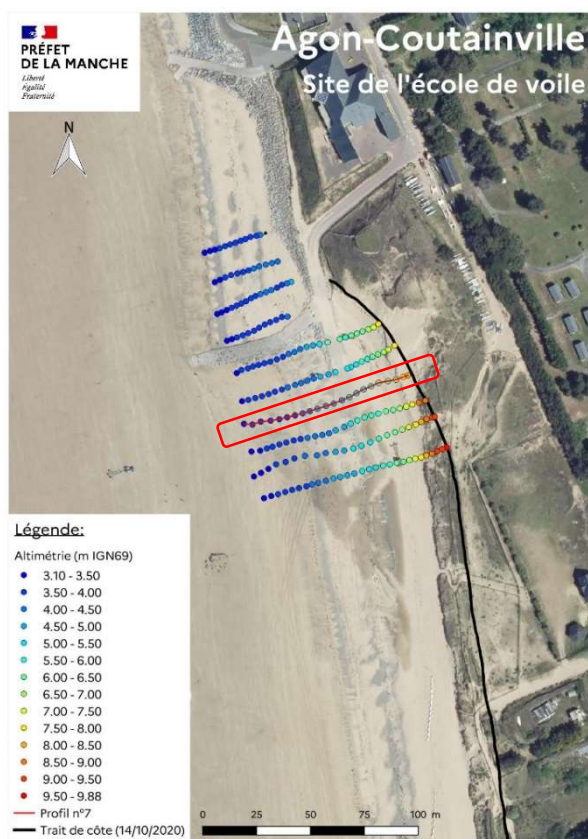 PRÉFET
DE LA MANCHE
Liberté
Égalité
Fraternité
Agon-Coutainville
Site de l'école de voile
N
Légende:
Altimétrie (m IGN69)
3.10 - 3.50
3.50 - 4.00
4.00 - 4.50
4.50 - 5.00
5.00 - 5.50
5.50 - 6.00
6.00 - 6.50
6.50 - 7.00
7.00 - 7.50
7.50 - 8.00
8.00 - 8.50
8.50 - 9.00
9.00 - 9.50
9.50 - 9.88
Profil n°7
Trait de côte (14/10/2020)
0 25 50 75 100 m